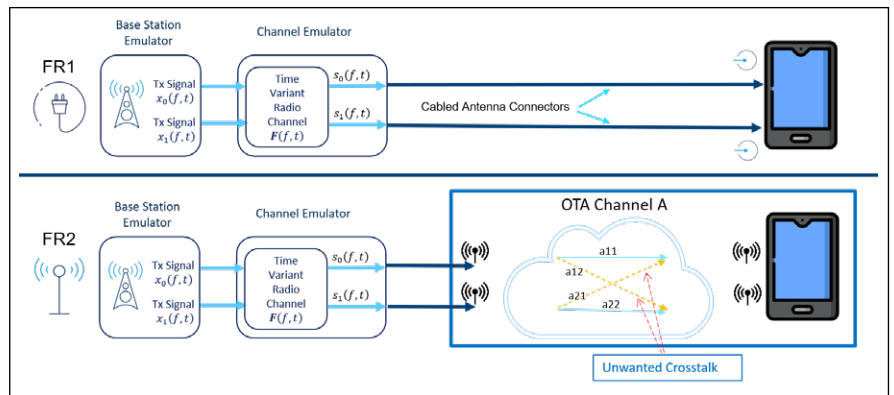 Base Station
Emulator
Channel Emulator
FR1
Tx Signal
x₀(f,t)
Tx Signal
x₁(f,t)
Time
Variant
Radio
Channel
F(f,t)
s₀(f,t)
s₁(f,t)
Cabled Antenna Connectors
Base Station
Emulator
Channel Emulator
OTA Channel A
FR2
Tx Signal
x₀(f,t)
Tx Signal
x₁(f,t)
Time
Variant
Radio
Channel
F(f,t)
s₀(f,t)
s₁(f,t)
a11
a12
a21
a22
Unwanted Crosstalk